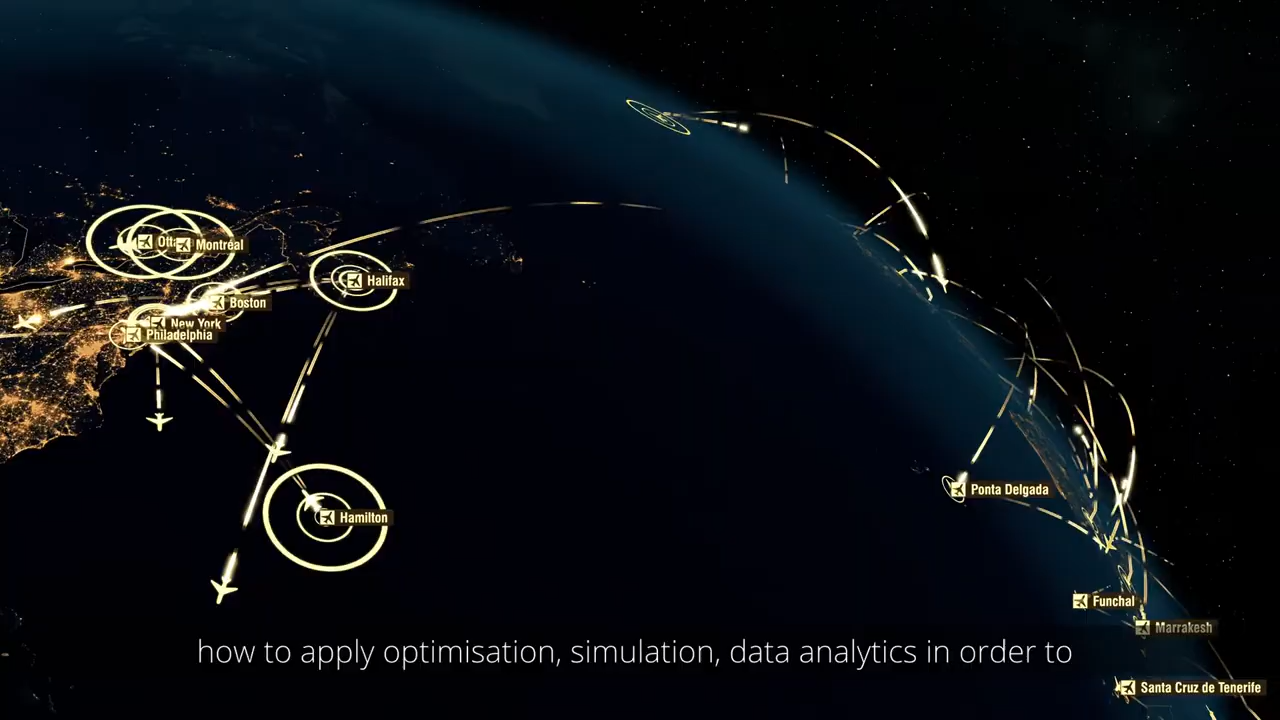 Montréal
Halifax
Boston
New York
Philadelphia
Ponta Delgada
Hamilton
Funchal
Marrakesh
how to apply optimisation, simulation, data analytics in order to
Santa Cruz de Tenerife